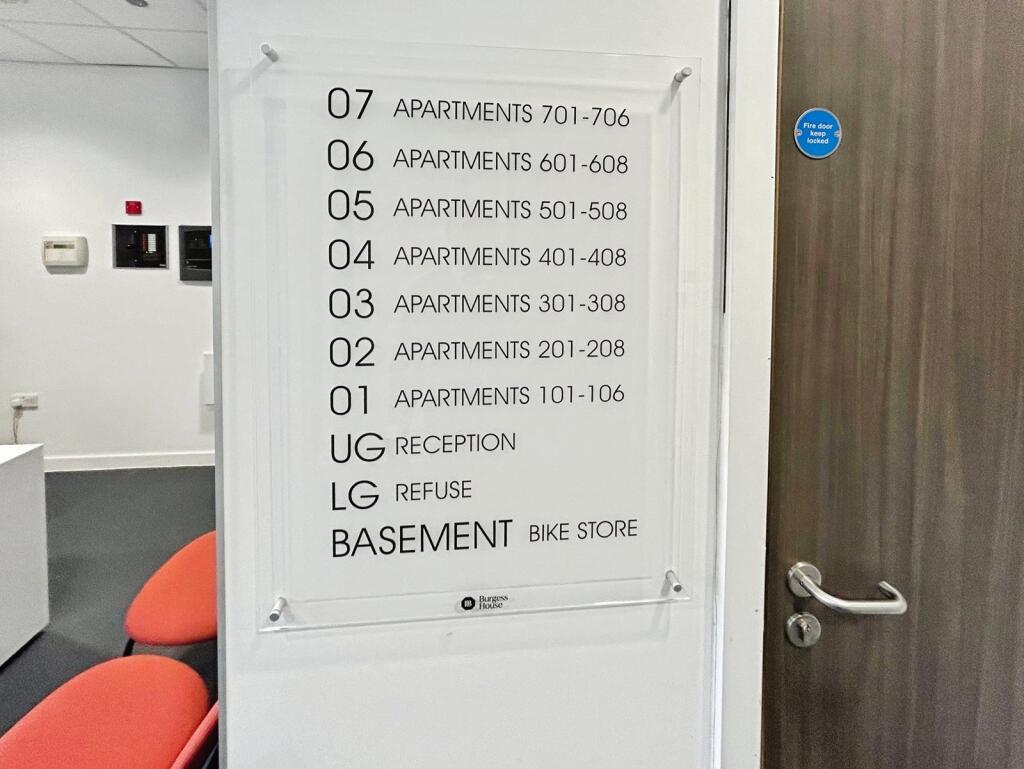 07 APARTMENTS 701-706
06 APARTMENTS 601-608
05 APARTMENTS 501-508
04 APARTMENTS 401-408
03 APARTMENTS 301-308
02 APARTMENTS 201-208
01 APARTMENTS 101-106
UG RECEPTION
LG REFUSE
BASEMENT BIKE STORE
Burgess
House
Fire door
keep
locked